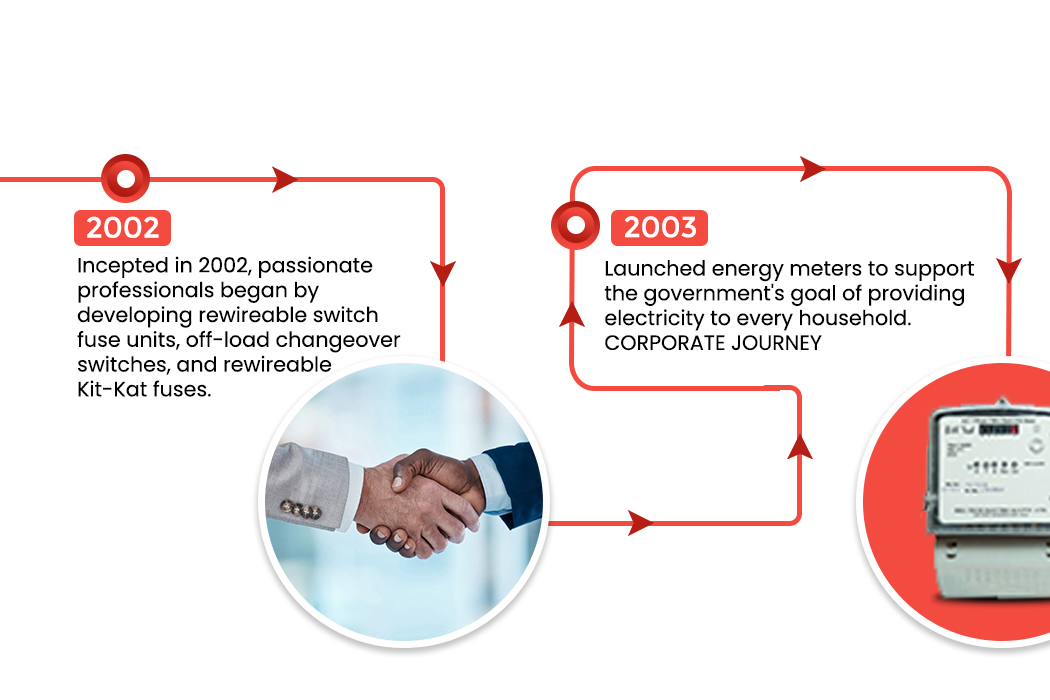 2002
Incepted in 2002, passionate
professionals began by
developing rewireable switch
fuse units, off-load changeover
switches, and rewireable
Kit-Kat fuses.
2003
Launched energy meters to support
the government's goal of providing
electricity to every household.
CORPORATE JOURNEY